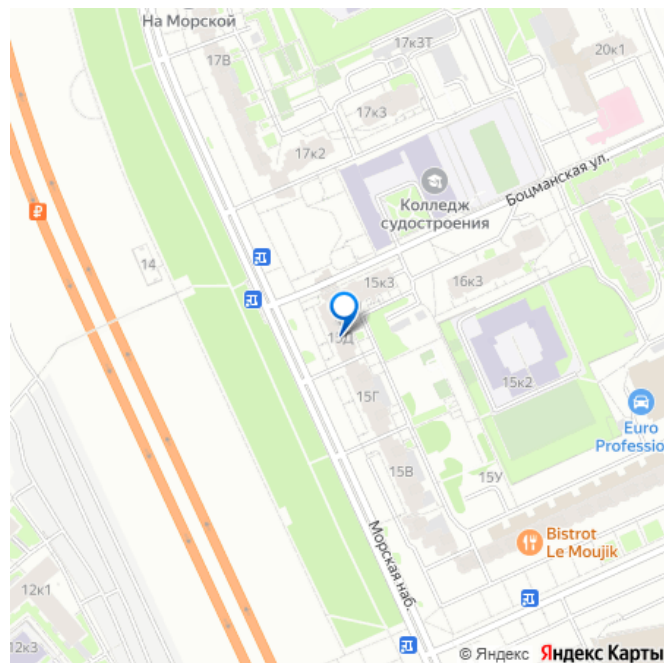 На Морской
17В
17к3Т
20к1
17к3
17к2
Колледж
судостроения
Боцманская ул.
₽
14
15к3
16к3
15Д
15к2
15Г
Euro
Professio
15В
15У
Bistrot
Le Moujik
Морская наб.
12к1
12к3
© Яндекс Яндекс Карты